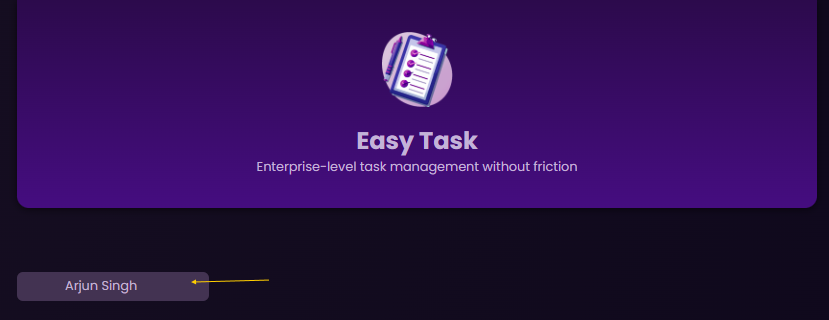 Easy Task
Enterprise-level task management without friction
Arjun Singh